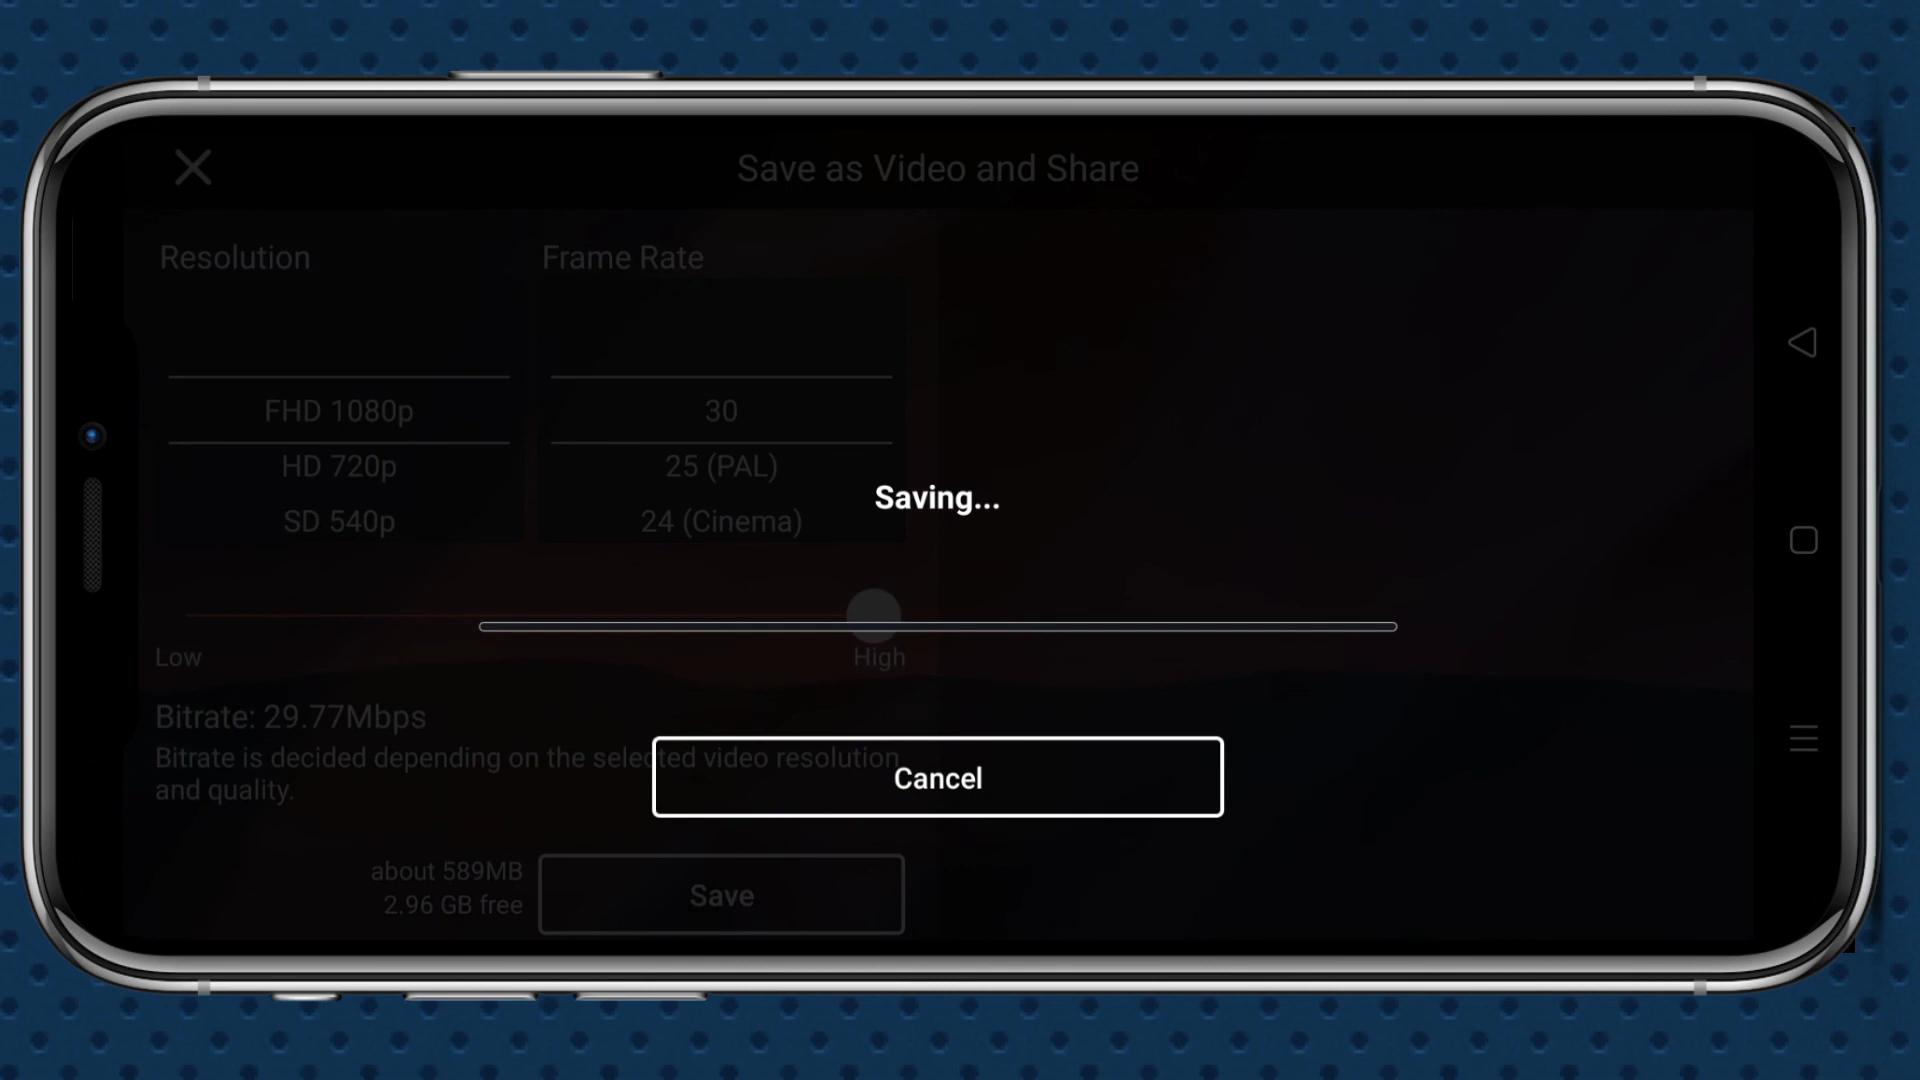 Save as Video and Share
Resolution
Frame Rate
FHD 1080p
30
HD 720p
25 (PAL)
SD 540p
24 (Cinema)
Saving...
Low
High
Bitrate: 29.77Mbps
Bitrate is decided depending on the selected video resolution
and quality.
Cancel
about 589MB
2.96 GB free
Save